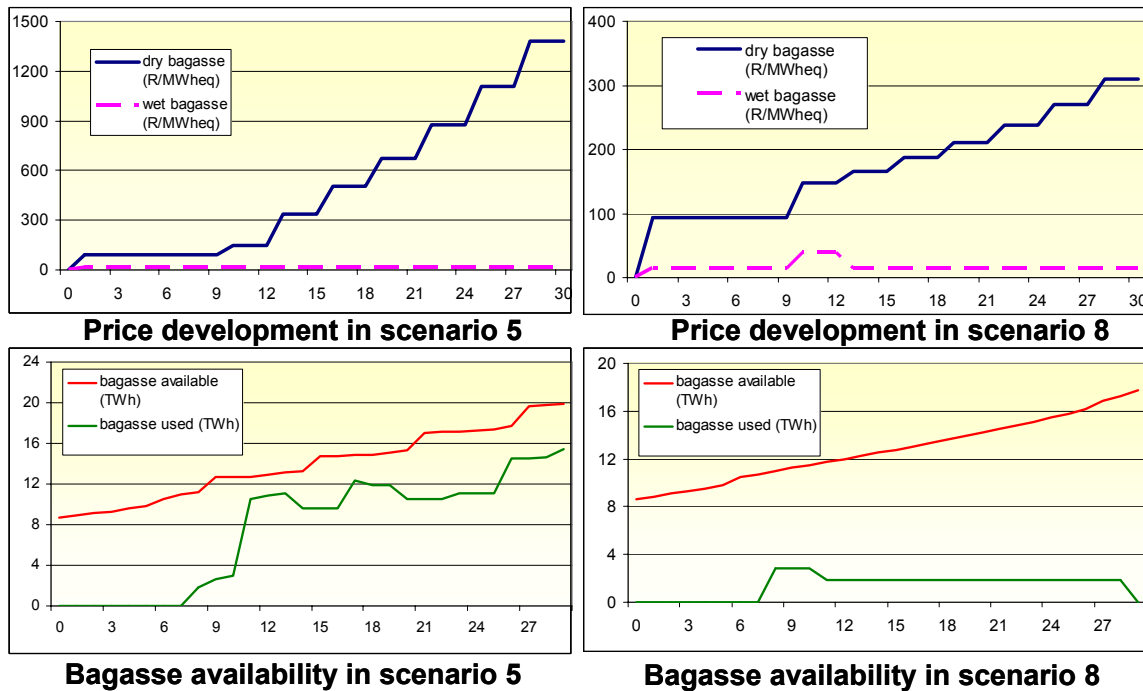 1500
1200
900
600
300
0
dry bagasse
(R/MWheq)
wet bagasse
(R/MWheq)
0 3 6 9 12 15 18 21 24 27 30
Price development in scenario 5
400
300
200
100
0
dry bagasse
(R/MWheq)
wet bagasse
(R/MWheq)
0 3 6 9 12 15 18 21 24 27 30
Price development in scenario 8
24
20
16
12
8
4
0
bagasse available
(TWh)
bagasse used (TWh)
0 3 6 9 12 15 18 21 24 27
Bagasse availability in scenario 5
20
16
12
8
4
0
bagasse available
(TWh)
bagasse used (TWh)
0 3 6 9 12 15 18 21 24 27
Bagasse availability in scenario 8